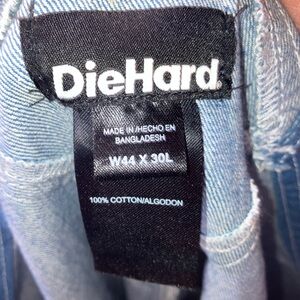 DieHard
MADE IN/HECHO EN
BANGLADESH
W44 X 30L
100% COTTON/ALGODON